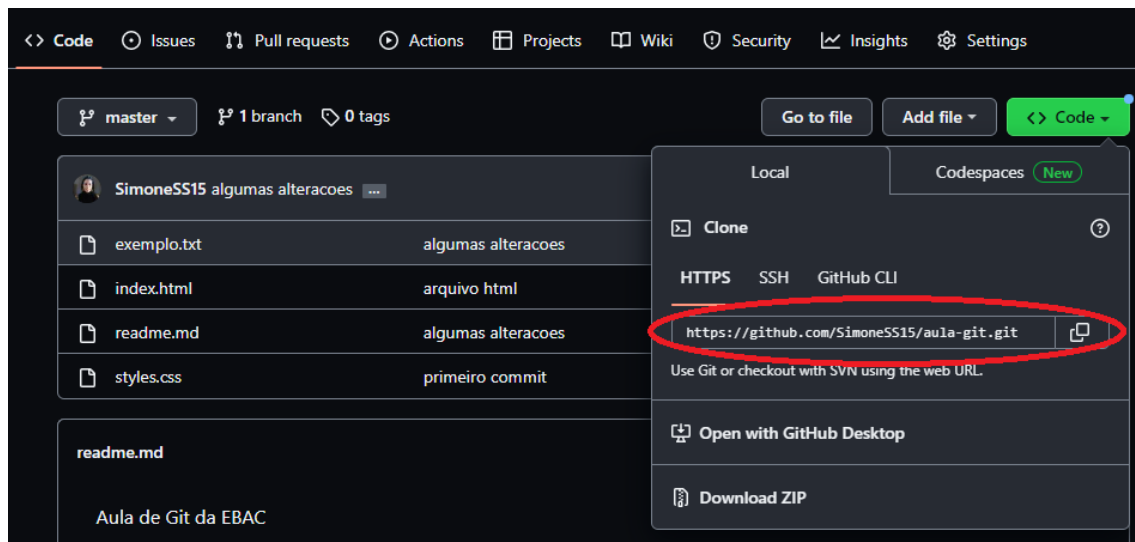 Code Issues Pull requests Actions Projects Wiki Security Insights Settings
master 1 branch 0 tags Go to file Add file Code
SimoneSS15 algumas alteracoes ...
exemplo.txt algumas alteracoes
index.html arquivo html
readme.md algumas alteracoes
styles.css primeiro commit
readme.md
Aula de Git da EBAC
Local Codespaces New
Clone
HTTPS SSH GitHub CLI
https://github.com/SimoneSS15/aula-git.git
Use Git or checkout with SVN using the web URL.
Open with GitHub Desktop
Download ZIP